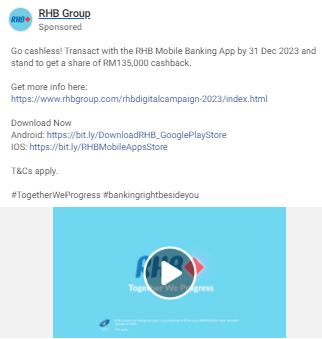 RHB
RHB Group
Sponsored
Go cashless! Transact with the RHB Mobile Banking App by 31 Dec 2023 and
stand to get a share of RM135,000 cashback.
Get more info here:
https://www.rhbgroup.com/rhbdigitalcampaign-2023/index.html
Download Now
Android: https://bit.ly/DownloadRHB_GooglePlayStore
IOS: https://bit.ly/RHBMobileAppsStore
T&Cs apply.
#TogetherWeProgress #bankingrightbesideyou
RHB
Together We Progress